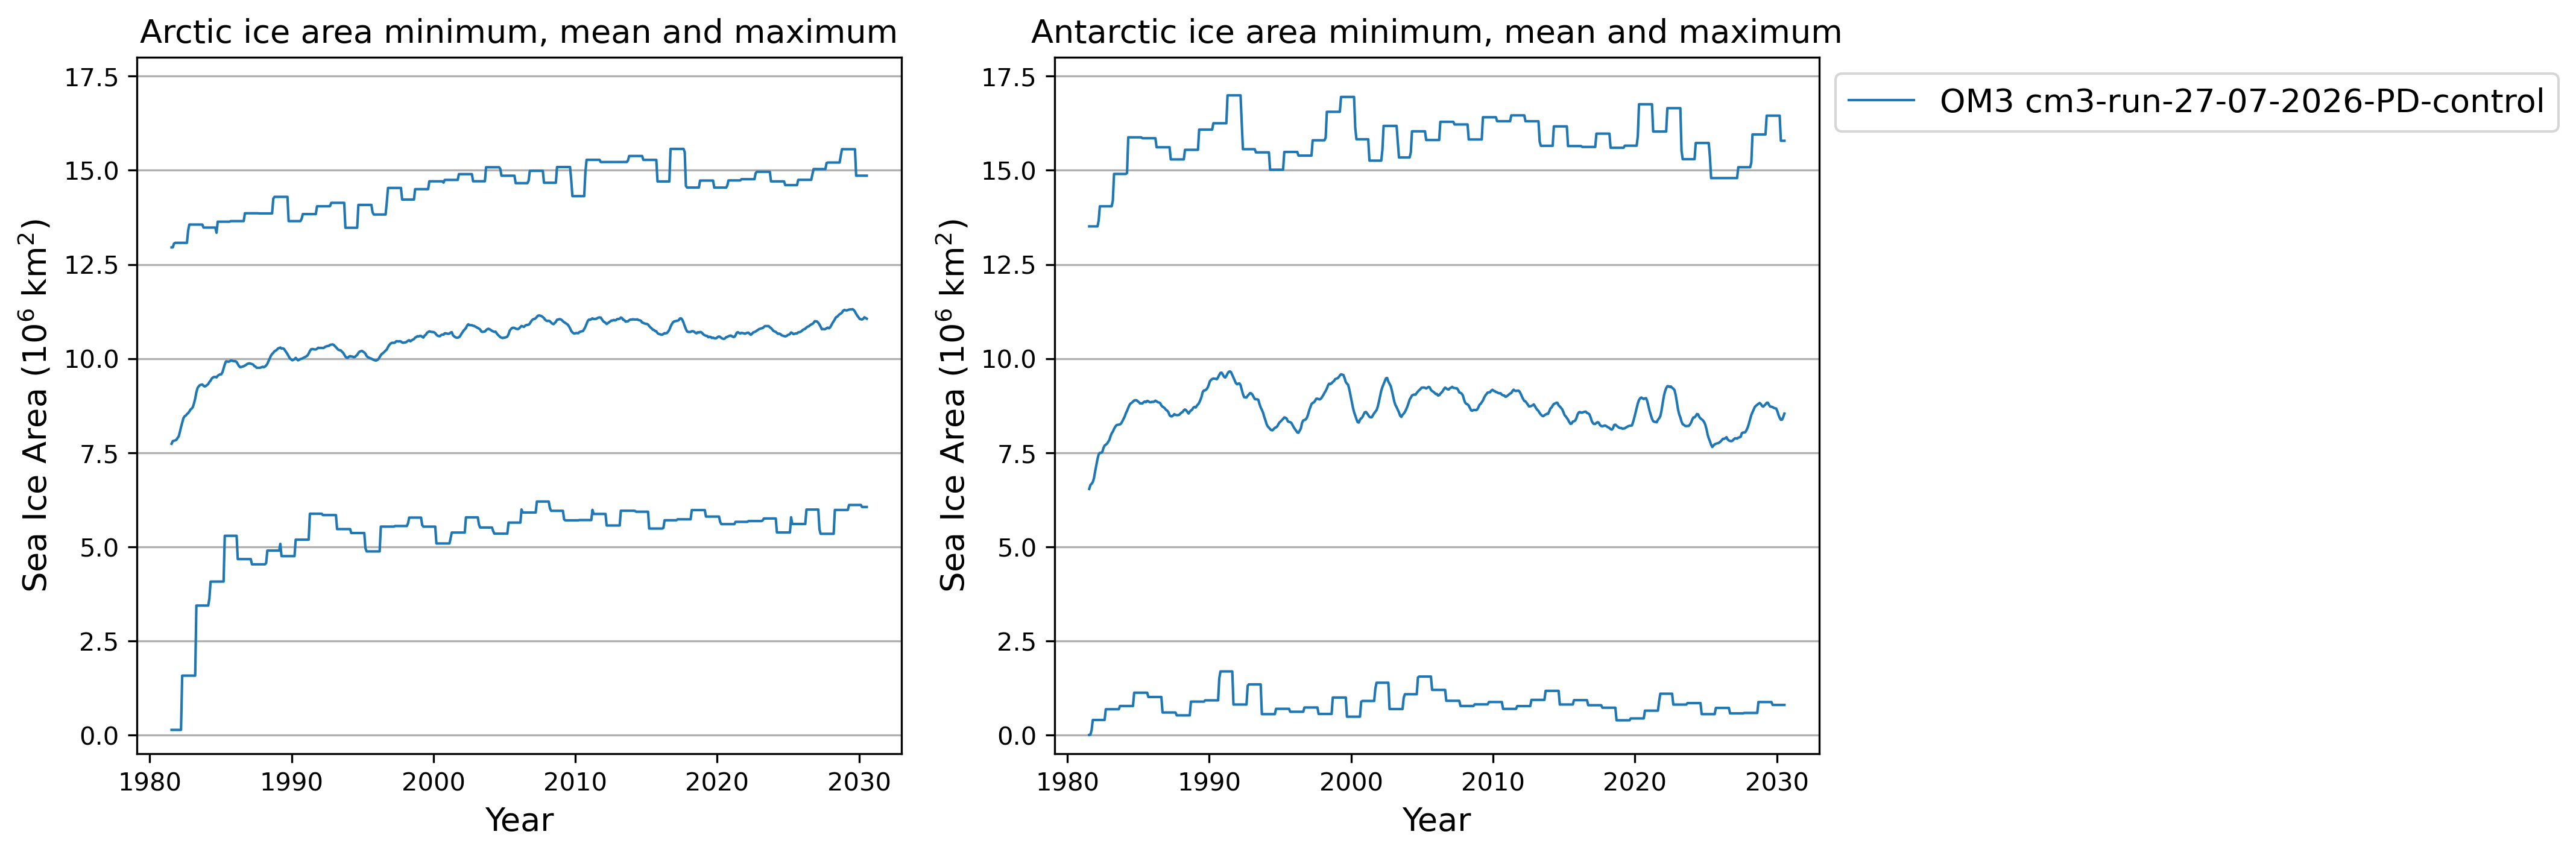 Arctic ice area minimum, mean and maximum
Antarctic ice area minimum, mean and maximum
OM3 cm3-run-27-07-2026-PD-control
Sea Ice Area (10⁶ km²)
17.5
15.0
12.5
10.0
7.5
5.0
2.5
0.0
1980 1990 2000 2010 2020 2030
Year
Sea Ice Area (10⁶ km²)
17.5
15.0
12.5
10.0
7.5
5.0
2.5
0.0
1980 1990 2000 2010 2020 2030
Year